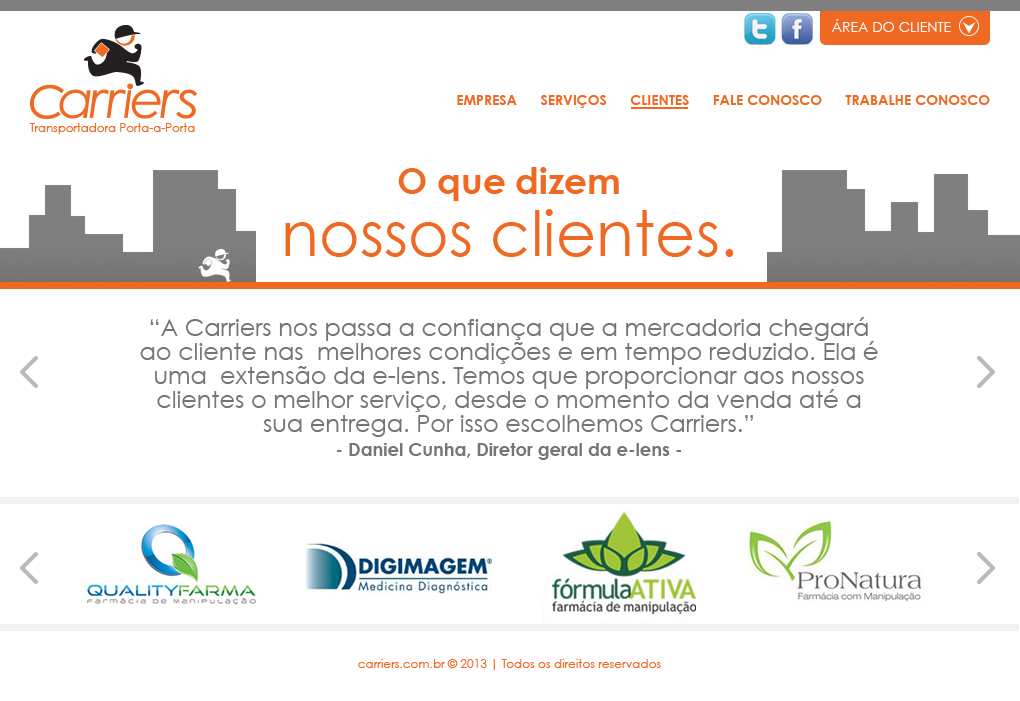 ÁREA DO CLIENTE
Carriers
Transportadora Porta-a-Porta
EMPRESA SERVIÇOS CLIENTES FALE CONOSCO TRABALHE CONOSCO
O que dizem
nossos clientes.
“A Carriers nos passa a confiança que a mercadoria chegará
ao cliente nas melhores condições e em tempo reduzido. Ela é
uma extensão da e-lens. Temos que proporcionar aos nossos
clientes o melhor serviço, desde o momento da venda até a
sua entrega. Por isso escolhemos Carriers.”
- Daniel Cunha, Diretor geral da e-lens -
QUALITYFARMA
FARMÁCIA DE MANIPULAÇÃO
DIGIMAGEM
Medicina Diagnóstica
fórmulaATIVA
farmácia de manipulação
ProNatura
Farmácia com Manipulação
carriers.com.br © 2013 | Todos os direitos reservados